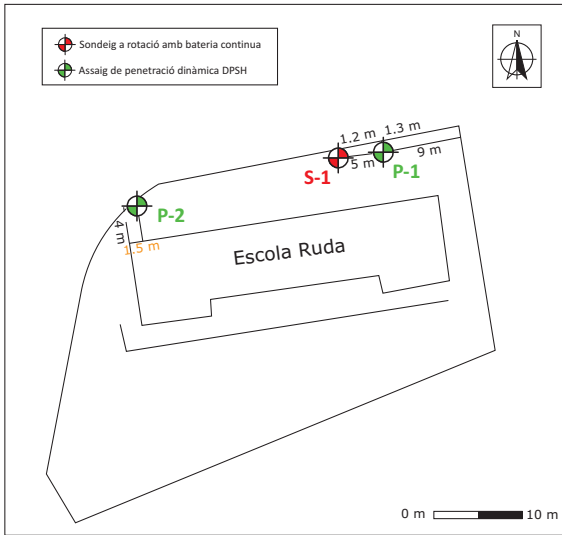 Sondeig a rotació amb bateria continua
Assaig de penetració dinàmica DPSH
N
1.2 m
1.3 m
5 m
9 m
S-1
P-1
P-2
4 m
1.5 m
Escola Ruda
0 m
10 m